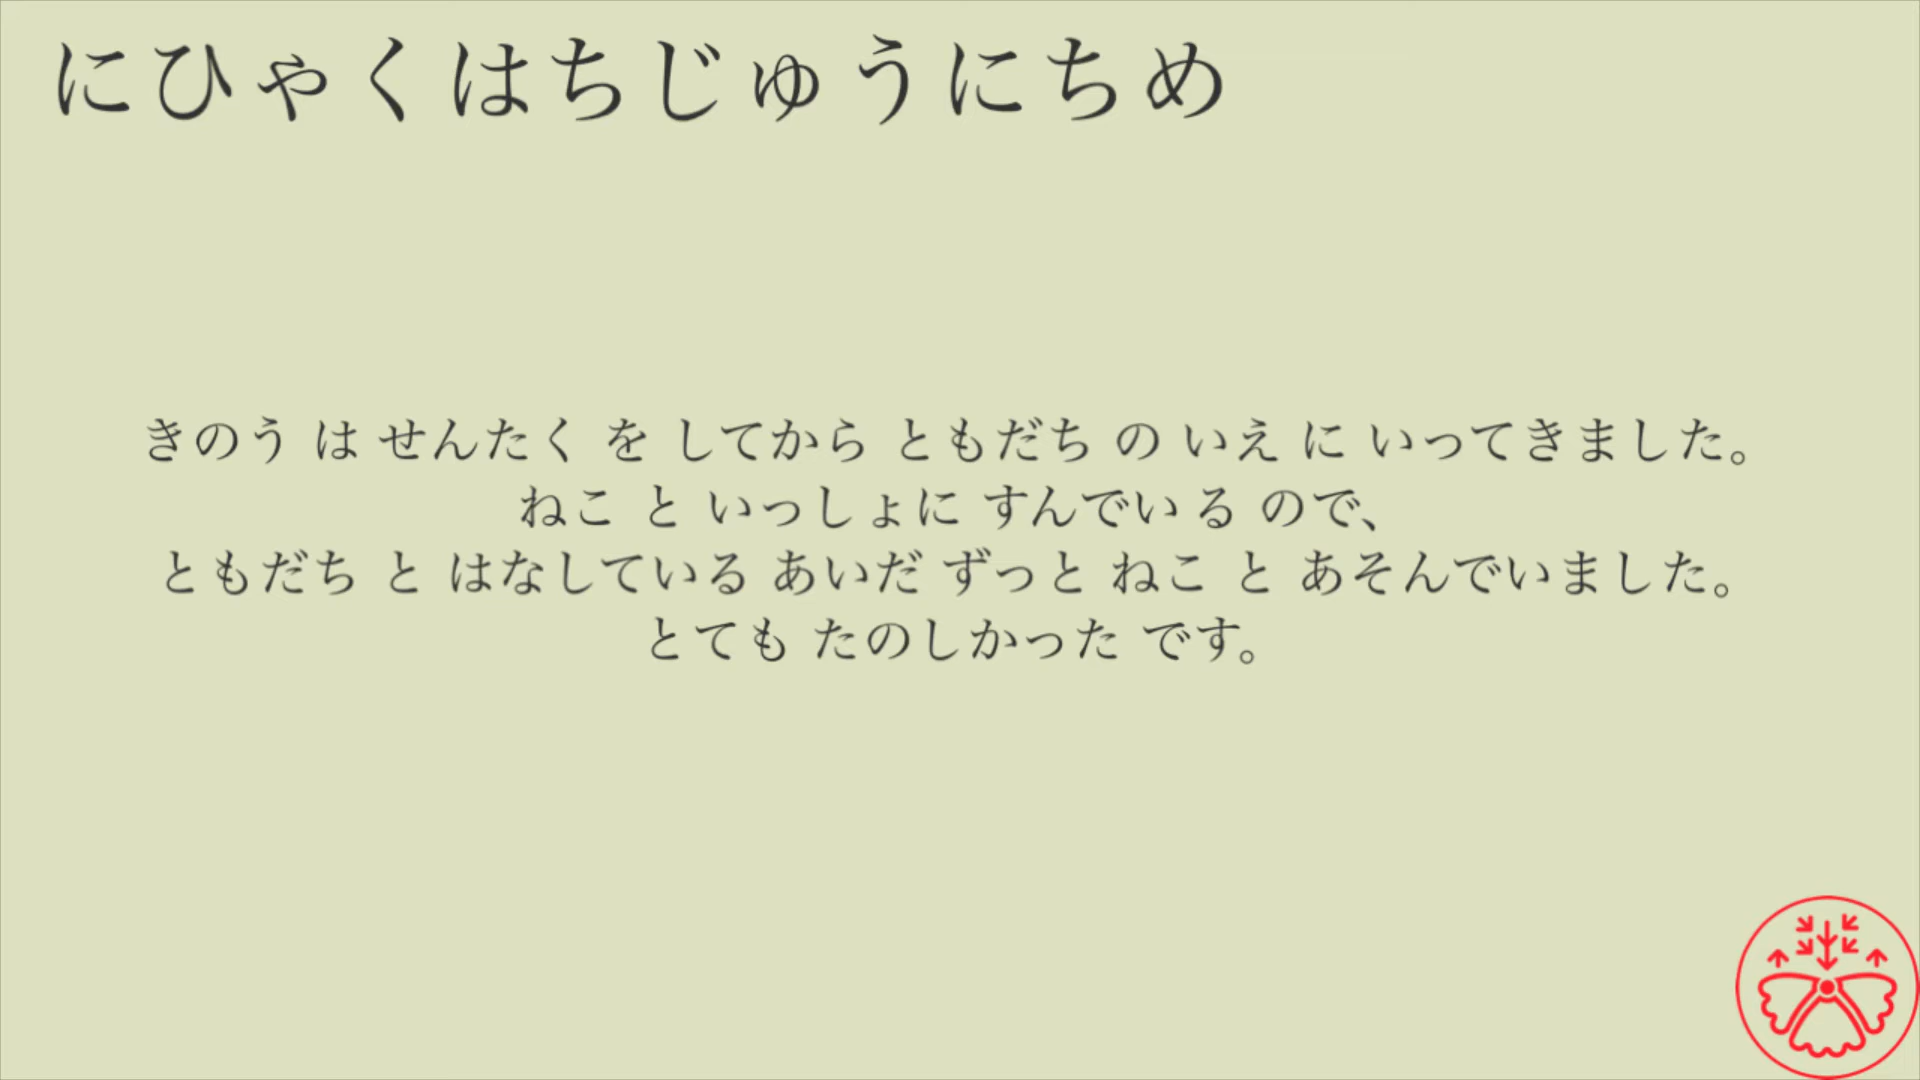 にひゃくはちじゅうにちめ
きのう は せんたく を してから ともだち の いえ に いってきました。
ねこ と いっしょに すんでいる ので、
ともだち と はなしている あいだ ずっと ねこ と あそんでいました。
とても たのしかった です。